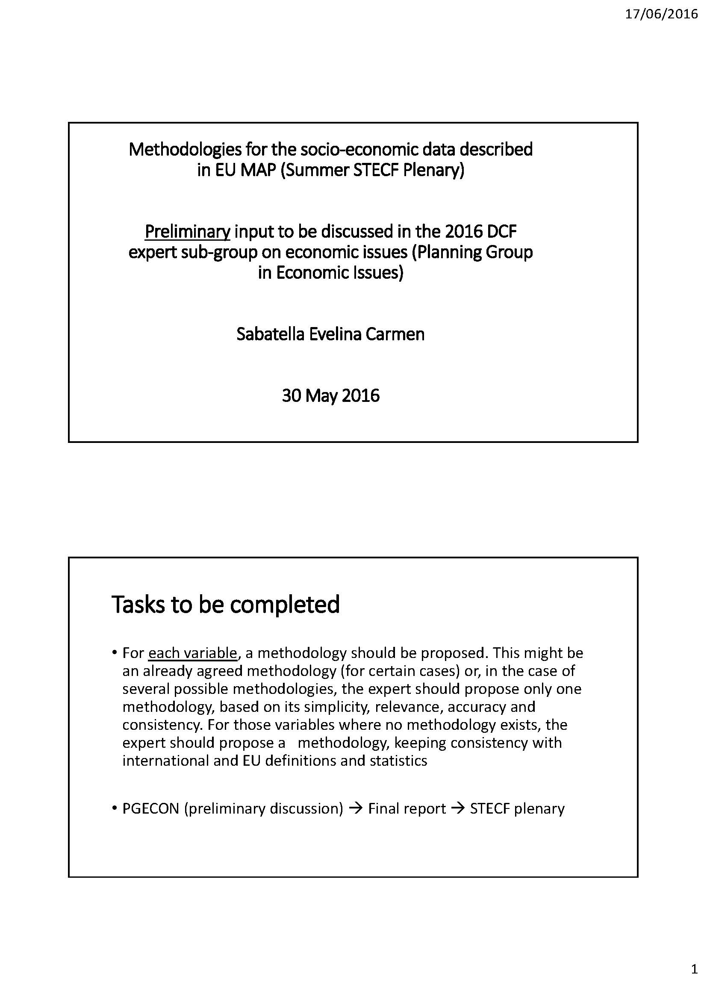 17/06/2016
Methodologies for the socio-economic data described
in EU MAP (Summer STECF Plenary)
Preliminary input to be discussed in the 2016 DCF
expert sub-group on economic issues (Planning Group
in Economic Issues)
Sabatella Evelina Carmen
30 May 2016
Tasks to be completed
• For each variable, a methodology should be proposed. This might be
an already agreed methodology (for certain cases) or, in the case of
several possible methodologies, the expert should propose only one
methodology, based on its simplicity, relevance, accuracy and
consistency. For those variables where no methodology exists, the
expert should propose a   methodology, keeping consistency with
international and EU definitions and statistics
• PGECON (preliminary discussion) → Final report → STECF plenary
1